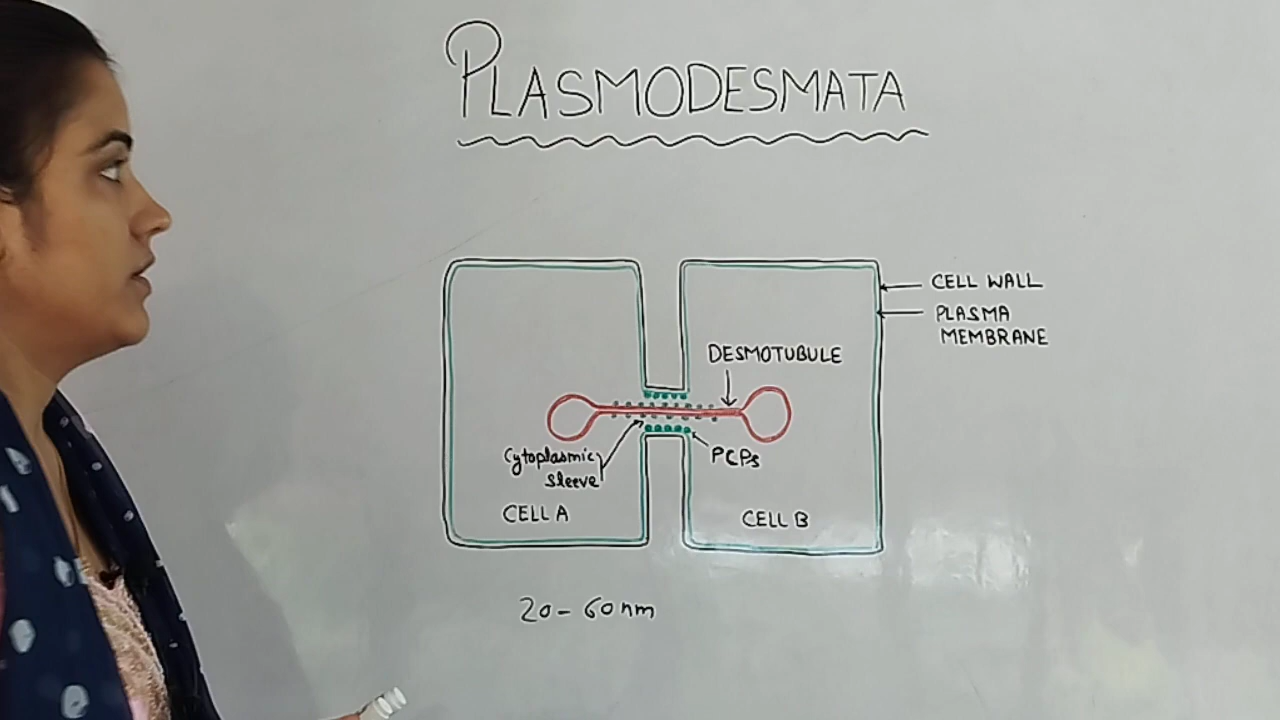 PLASMODESMATA
CELL WALL
PLASMA
MEMBRANE
DESMOTUBULE
Cytoplasmic
sleeve
PCPs
CELL A
CELL B
20-60nm